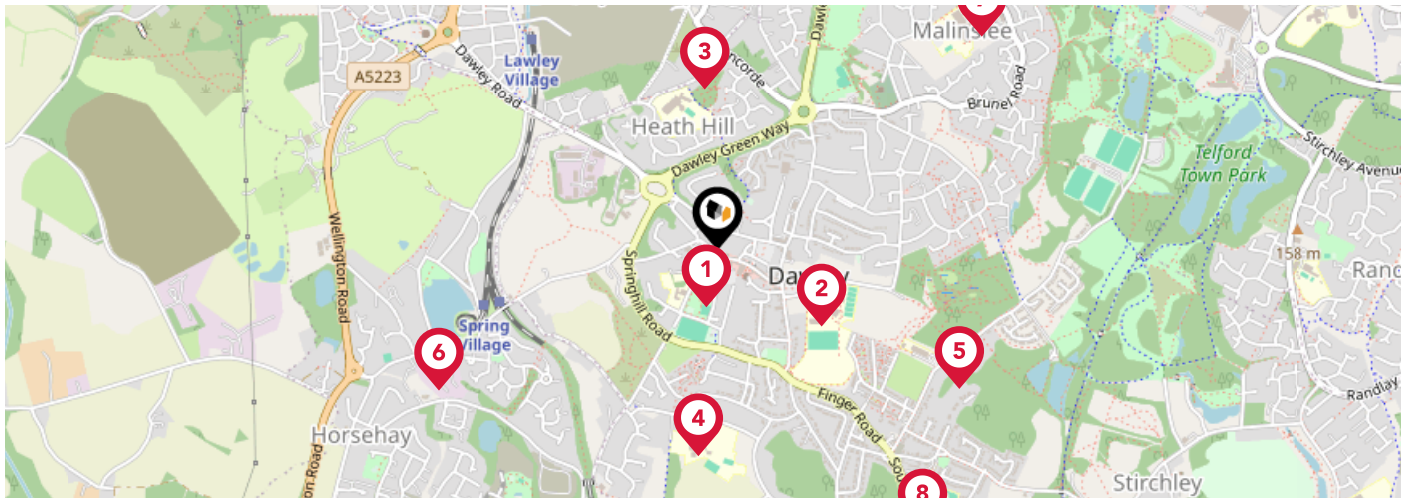 Malinslee
3
Lawley
Village
A5223
Dawley Road
Brunel Road
Heath Hill
Dawley Green Way
Stirchley Avenue
Telford
Town Park
Wellington Road
Springhill Road
1
2
158 m
Spring
Village
6
5
Finger Road
Randlay
4
Horsehay
8
Stirchley